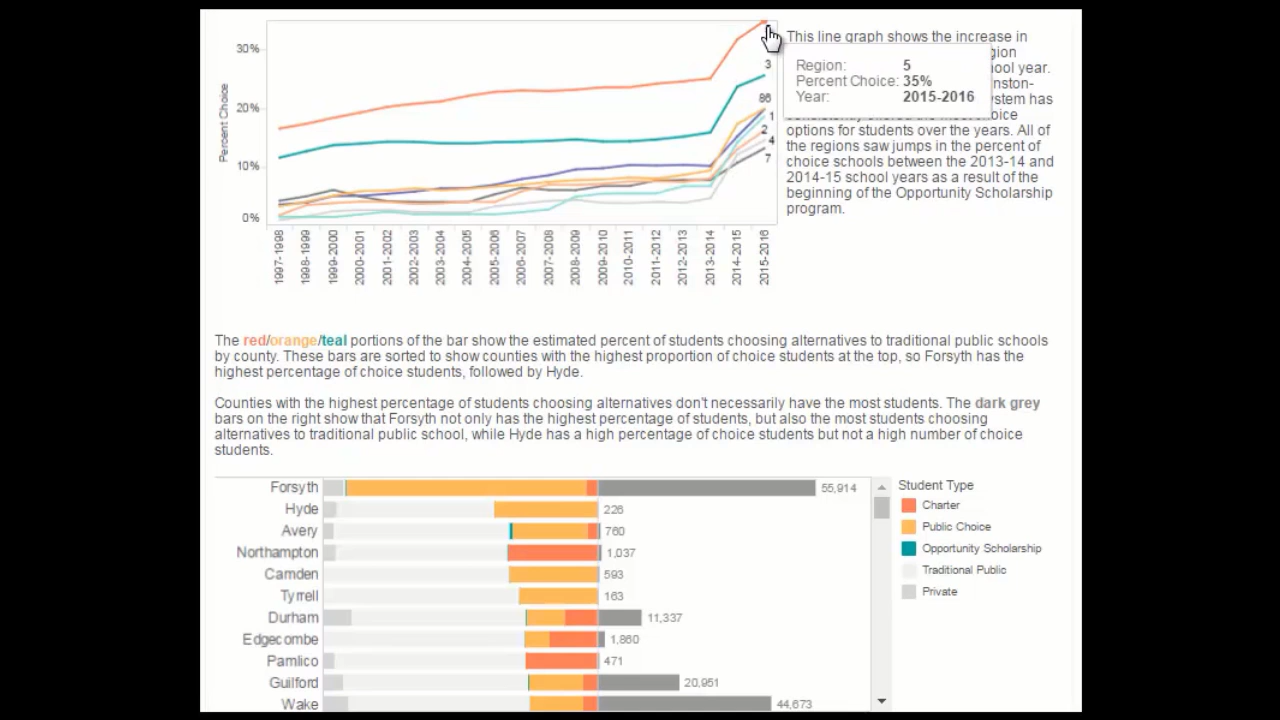 This line graph shows the increase in
gion
Region: 5
ool year.
Percent Choice: 35%
nston-
Year: 2015-2016
ystem has
oice
options for students over the years. All of
the regions saw jumps in the percent of
choice schools between the 2013-14 and
2014-15 school years as a result of the
beginning of the Opportunity Scholarship
program.
Percent Choice
30%
20%
10%
0%
3
86
1
2
4
7
1997-1998
1998-1999
1999-2000
2000-2001
2001-2002
2002-2003
2003-2004
2004-2005
2005-2006
2006-2007
2007-2008
2008-2009
2009-2010
2010-2011
2011-2012
2012-2013
2013-2014
2014-2015
2015-2016
The red/orange/teal portions of the bar show the estimated percent of students choosing alternatives to traditional public schools
by county. These bars are sorted to show counties with the highest proportion of choice students at the top, so Forsyth has the
highest percentage of choice students, followed by Hyde.
Counties with the highest percentage of students choosing alternatives don't necessarily have the most students. The dark grey
bars on the right show that Forsyth not only has the highest percentage of students, but also the most students choosing
alternatives to traditional public school, while Hyde has a high percentage of choice students but not a high number of choice
students.
Forsyth 55,914
Hyde 226
Avery 760
Northampton 1,037
Camden 593
Tyrrell 163
Durham 11,337
Edgecombe 1,860
Pamlico 471
Guilford 20,951
Wake 44,673
Student Type
Charter
Public Choice
Opportunity Scholarship
Traditional Public
Private